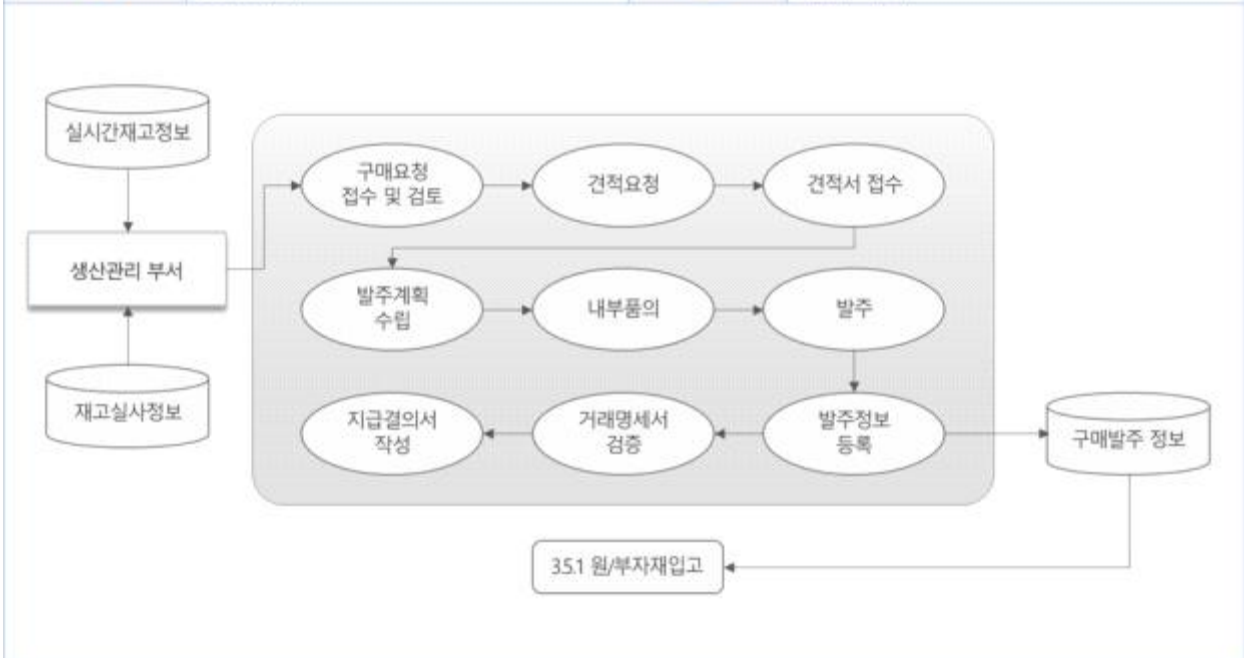 실시간재고정보
구매요청
접수 및 검토
견적요청
견적서 접수
생산관리 부서
발주계획
수립
내부품의
발주
재고실사정보
지급결의서
작성
거래명세서
검증
발주정보
등록
구매발주 정보
3.5.1 원/부자재입고